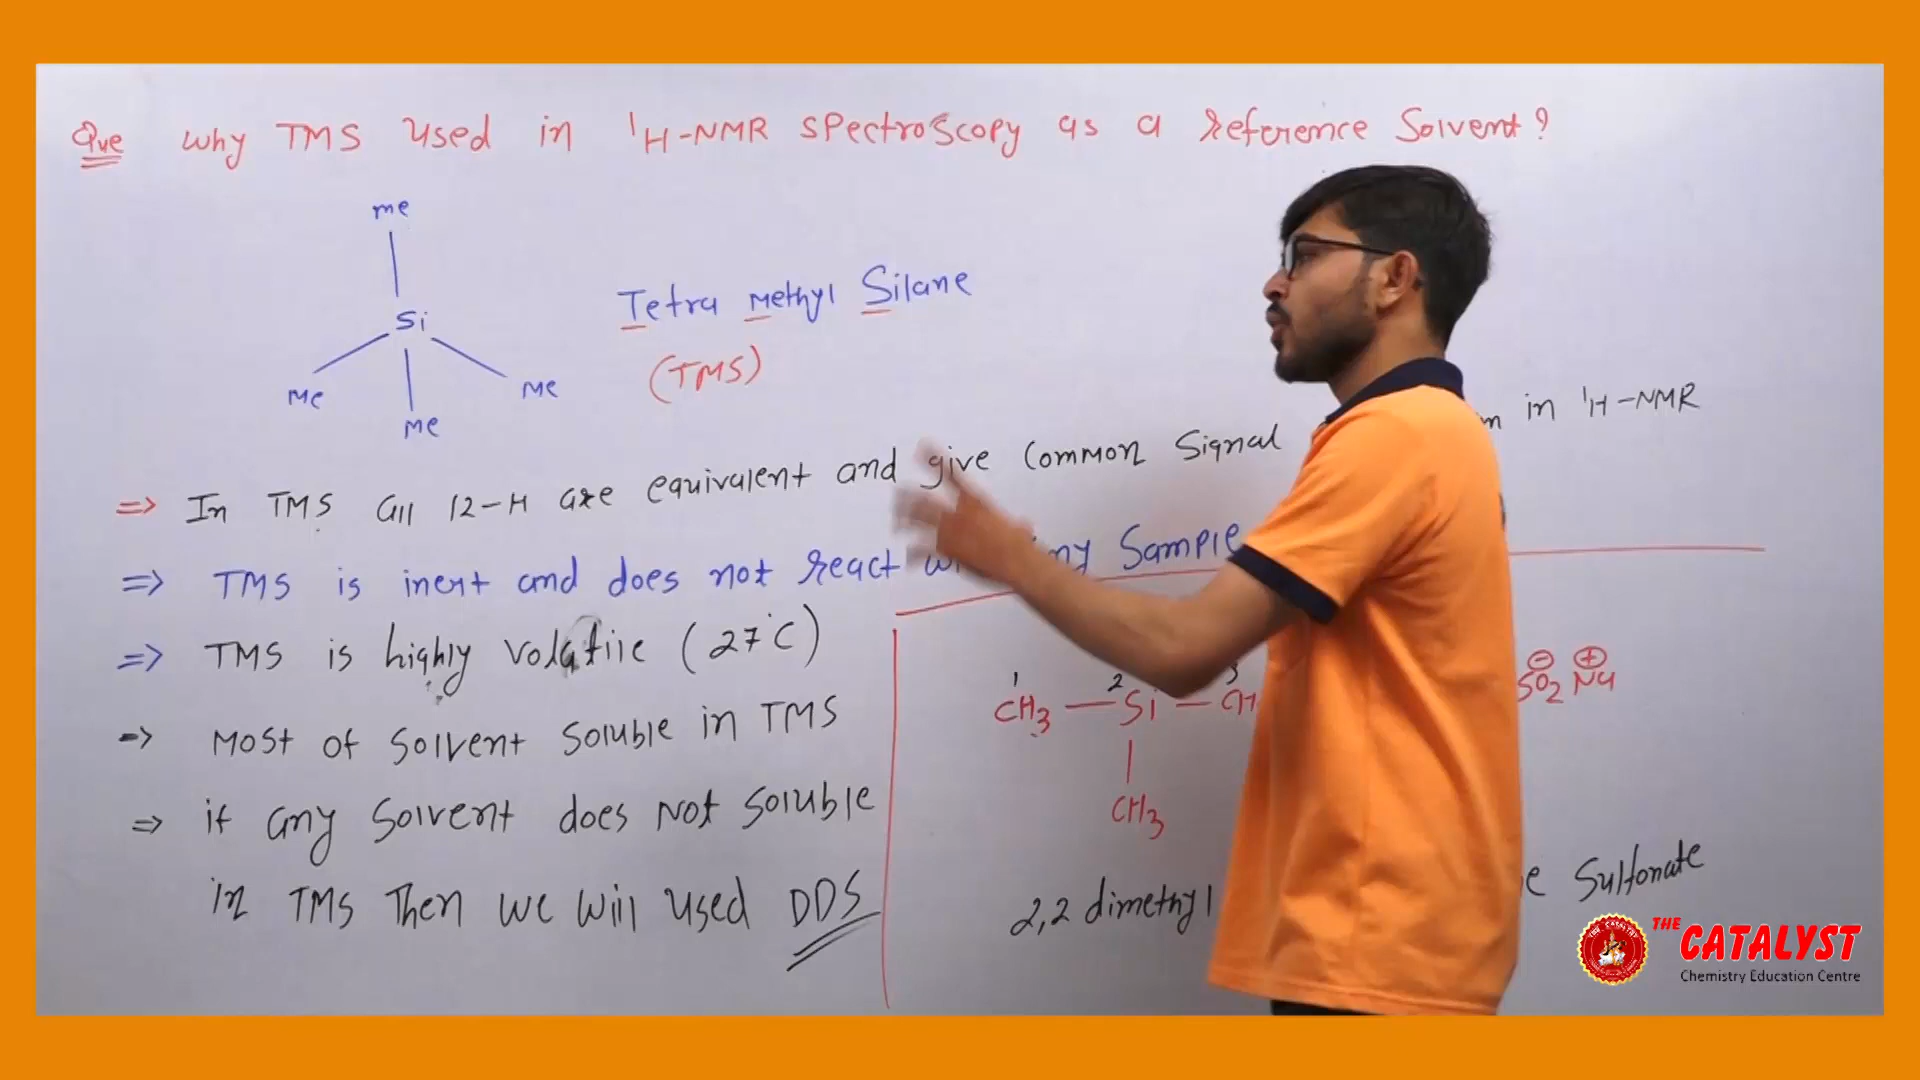 Que Why TMS used in ¹H-NMR spectroscopy as a reference Solvent?
me
Si
Me
Me
Me
Tetra Methyl Silane
(TMS)
=> In TMS all 12-H are equivalent and give Common Signal in ¹H-NMR
=> TMS is inert and does not react any Sample
=> TMS is highly volatile (27°C)
-> Most of Solvent Soluble in TMS
=> if any Solvent does Not Soluble
in TMS Then we will used DDS
1 2 3
CH3 — Si — CH SO2 Na
⊖ ⊕
CH3
2,2 dimethyl Sulfonate
THE CATALYST
Chemistry Education Centre